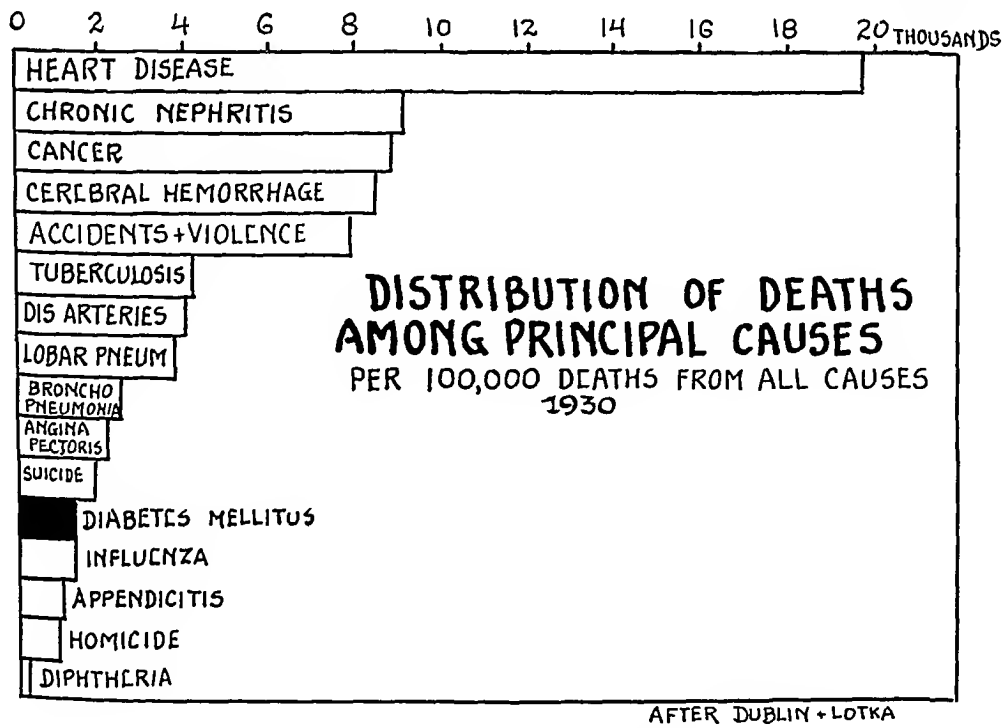 0 2 4 6 8 10 12 14 16 18 20 THOUSANDS
HEART DISEASE
CHRONIC NEPHRITIS
CANCER
CEREBRAL HEMORRHAGE
ACCIDENTS+VIOLENCE
TUBERCULOSIS
DIS ARTERIES
LOBAR PNEUM
BRONCHO
PNEUMONIA
ANGINA
PECTORIS
SUICIDE
DIABETES MELLITUS
INFLUENZA
APPENDICITIS
HOMICIDE
DIPHTHERIA
DISTRIBUTION OF DEATHS
AMONG PRINCIPAL CAUSES
PER 100,000 DEATHS FROM ALL CAUSES
1930
AFTER DUBLIN + LOTKA